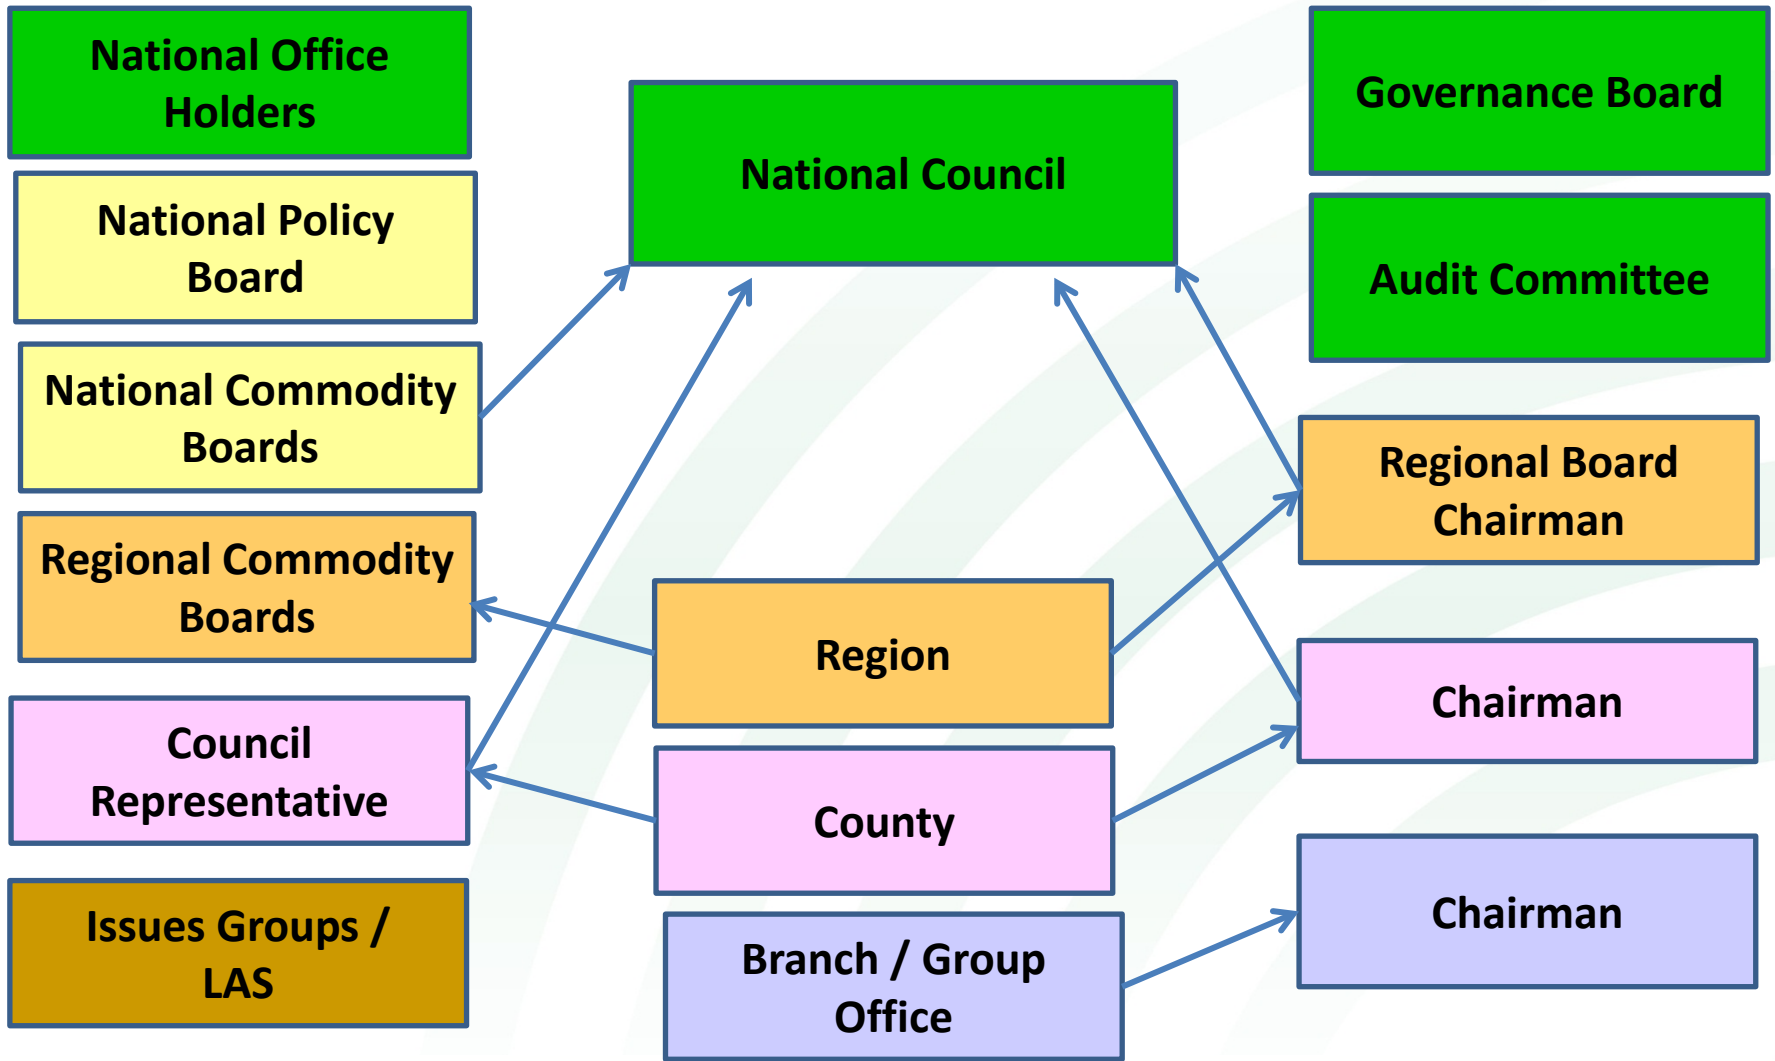 National Office
Holders
National Policy
Board
National Commodity
Boards
Regional Commodity
Boards
Council
Representative
Issues Groups /
LAS
National Council
Region
County
Branch / Group
Office
Governance Board
Audit Committee
Regional Board
Chairman
Chairman
Chairman